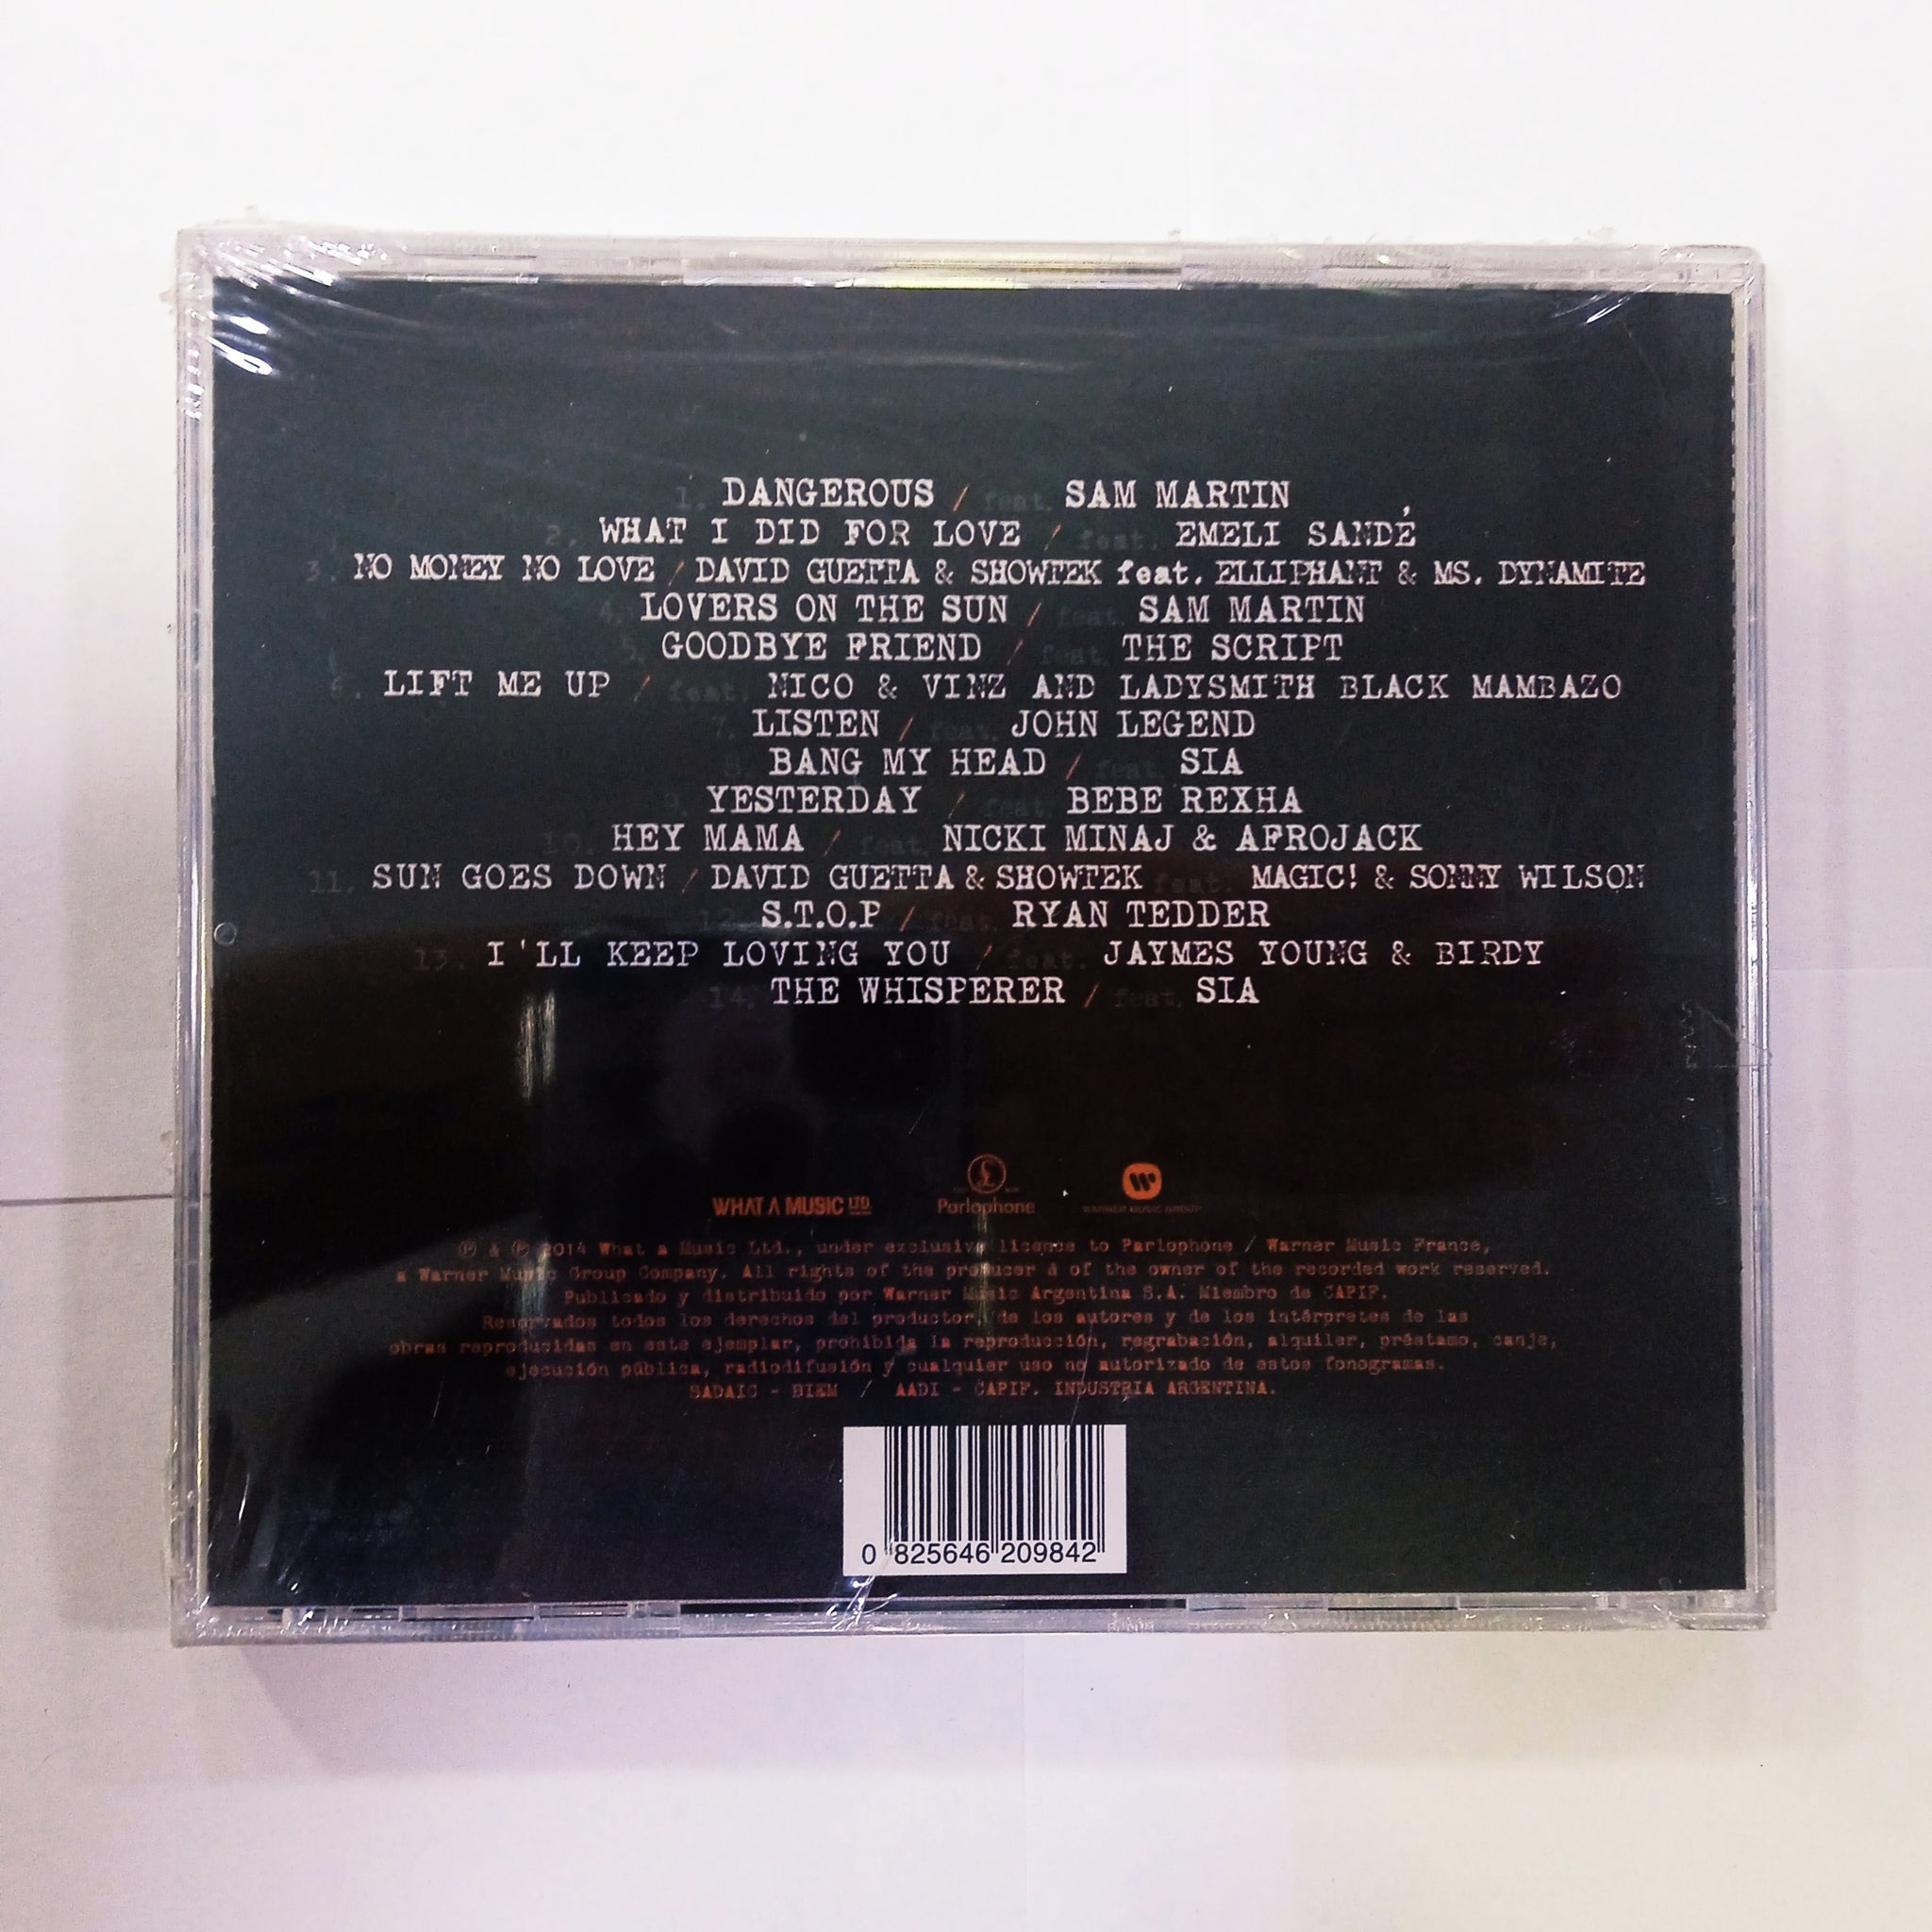 1. DANGEROUS / feat. SAM MARTIN
2. WHAT I DID FOR LOVE / feat. EMELI SANDÉ
3. NO MONEY NO LOVE / DAVID GUETTA & SHOWTEK feat. ELLIPHANT & MS. DYNAMITE
4. LOVERS ON THE SUN / feat. SAM MARTIN
5. GOODBYE FRIEND / feat. THE SCRIPT
6. LIFT ME UP / feat. NICO & VINZ AND LADYSMITH BLACK MAMBAZO
7. LISTEN / feat. JOHN LEGEND
8. BANG MY HEAD / feat. SIA
9. YESTERDAY / feat. BEBE REXHA
10. HEY MAMA / feat. NICKI MINAJ & AFROJACK
11. SUN GOES DOWN / DAVID GUETTA & SHOWTEK feat. MAGIC! & SONNY WILSON
12. S.T.O.P / feat. RYAN TEDDER
13. I'LL KEEP LOVING YOU / feat. JAYMES YOUNG & BIRDY
14. THE WHISPERER / feat. SIA
WHAT A MUSIC LTD Parlophone WARNER MUSIC GROUP
℗ & ℗ 2014 What a Music Ltd., under exclusive licence to Parlophone / Warner Music France,
a Warner Music Group Company. All rights of the producer & of the owner of the recorded work reserved.
Publicado y distribuido por Warner Music Argentina S.A. Miembro de CAPIF.
Reservados todos los derechos del productor, de los autores y de los intérpretes de las
obras reproducidas en este ejemplar, prohibida la reproducción, regrabación, alquiler, préstamo, canje,
ejecución pública, radiodifusión y cualquier uso no autorizado de estos fonogramas.
SADAIC - BIEM / AADI - CAPIF. INDUSTRIA ARGENTINA.
0 825646 209842